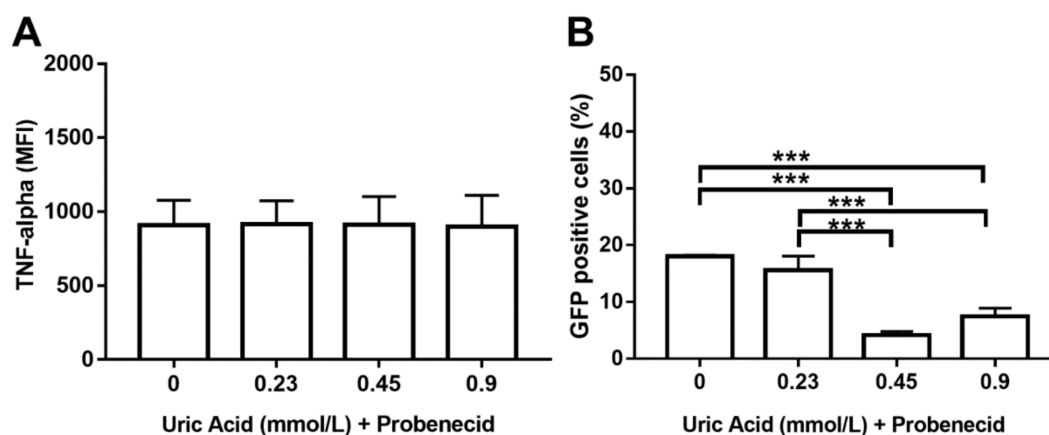 A
TNF-alpha (MFI)
2000
1500
1000
500
0
0 0.23 0.45 0.9
Uric Acid (mmol/L) + Probenecid
B
GFP positive cells (%)
50
40
30
20
10
0
***
***
***
***
0 0.23 0.45 0.9
Uric Acid (mmol/L) + Probenecid